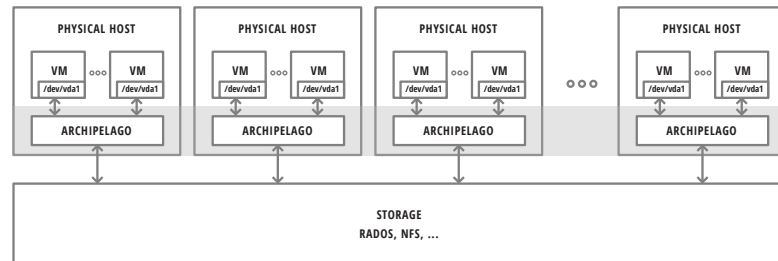 PHYSICAL HOST PHYSICAL HOST PHYSICAL HOST PHYSICAL HOST
VM VM VM VM VM VM VM VM
/dev/vda1 /dev/vda1 /dev/vda1 /dev/vda1 /dev/vda1 /dev/vda1 /dev/vda1 /dev/vda1
ARCHIPELAGO ARCHIPELAGO ARCHIPELAGO ARCHIPELAGO
STORAGE
RADOS, NFS, ...